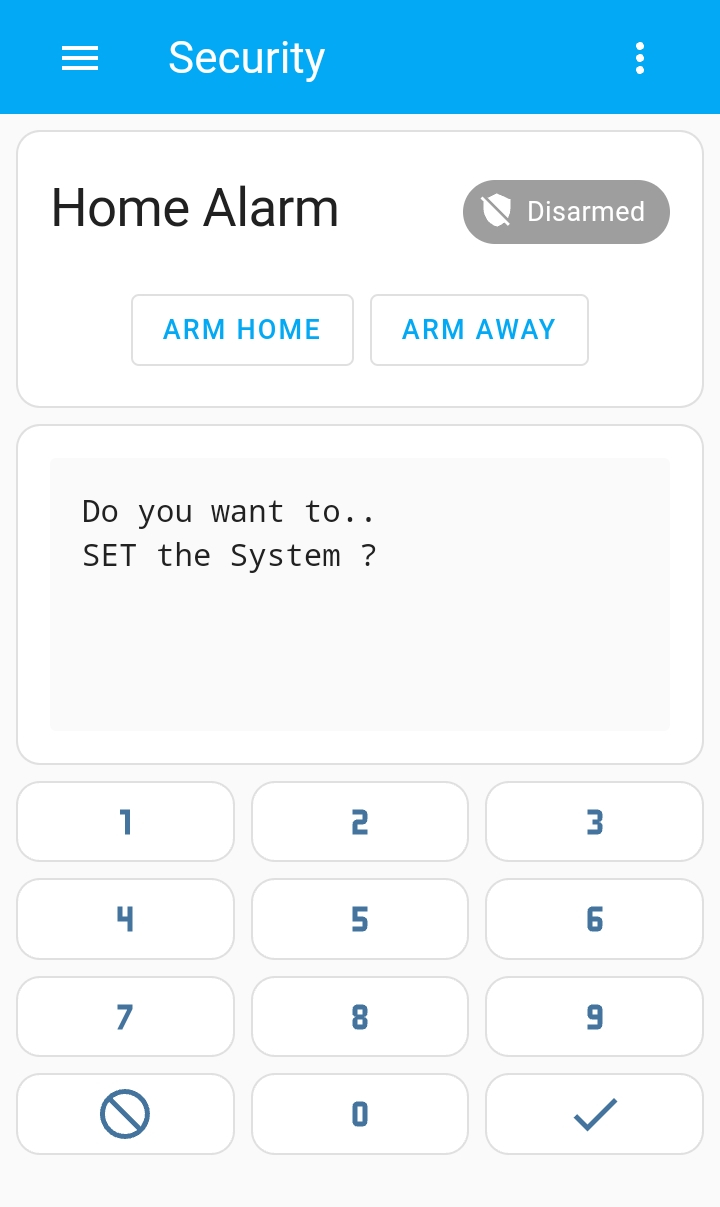 Security
Home Alarm
Disarmed
ARM HOME
ARM AWAY
Do you want to..
SET the System ?
1
2
3
4
5
6
7
8
9
0